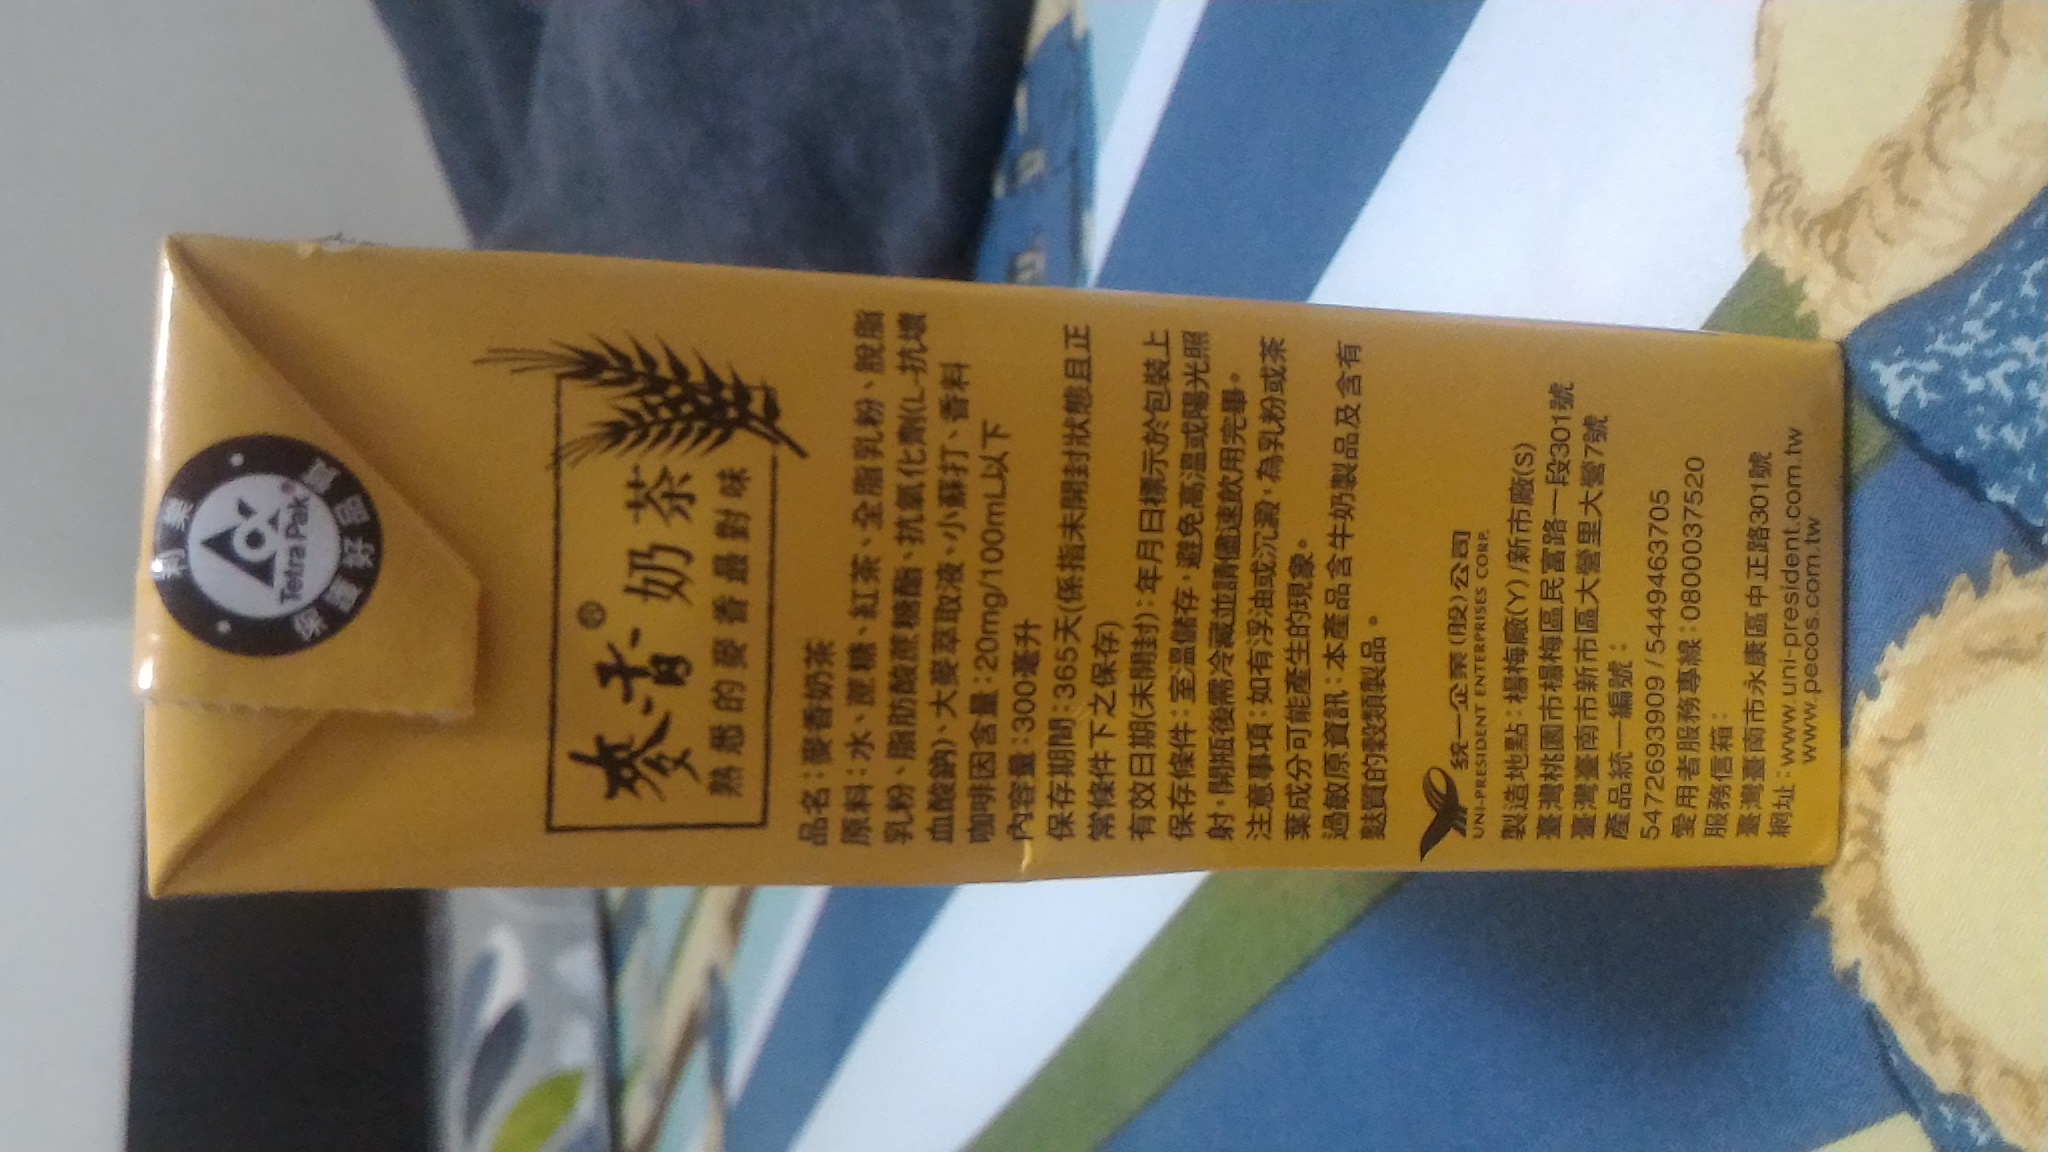 利樂
Tetra Pak®
保護好品質
麥香®奶茶
熟悉的麥香最對味
品名：麥香奶茶
原料：水、蔗糖、紅茶、全脂乳粉、脫脂
乳粉、脂肪酸蔗糖酯、抗氧化劑(L-抗壞
血酸鈉)、大麥萃取液、小蘇打、香料
咖啡因含量：20mg/100mL以下
內容量：300毫升
保存期間：365天(係指未開封狀態且正
常條件下之保存)
有效日期(未開封)：年月日標示於包裝上
保存條件：室溫儲存，避免高溫或陽光照
射，開瓶後需冷藏並請儘速飲用完畢。
注意事項：如有浮油或沉澱，為乳粉或茶
葉成分可能產生的現象。
過敏原資訊：本產品含牛奶製品及含有
麩質的穀類製品。
統一企業(股)公司
UNI-PRESIDENT ENTERPRISES CORP.
製造地點：楊梅廠(Y)/新市廠(S)
臺灣桃園市楊梅區民富路一段301號
臺灣臺南市新市區大營里大營7號
產品統一編號：
5472693909 / 5449463705
愛用者服務專線：0800037520
服務信箱：
臺灣臺南市永康區中正路301號
網址：www.uni-president.com.tw
www.pecos.com.tw